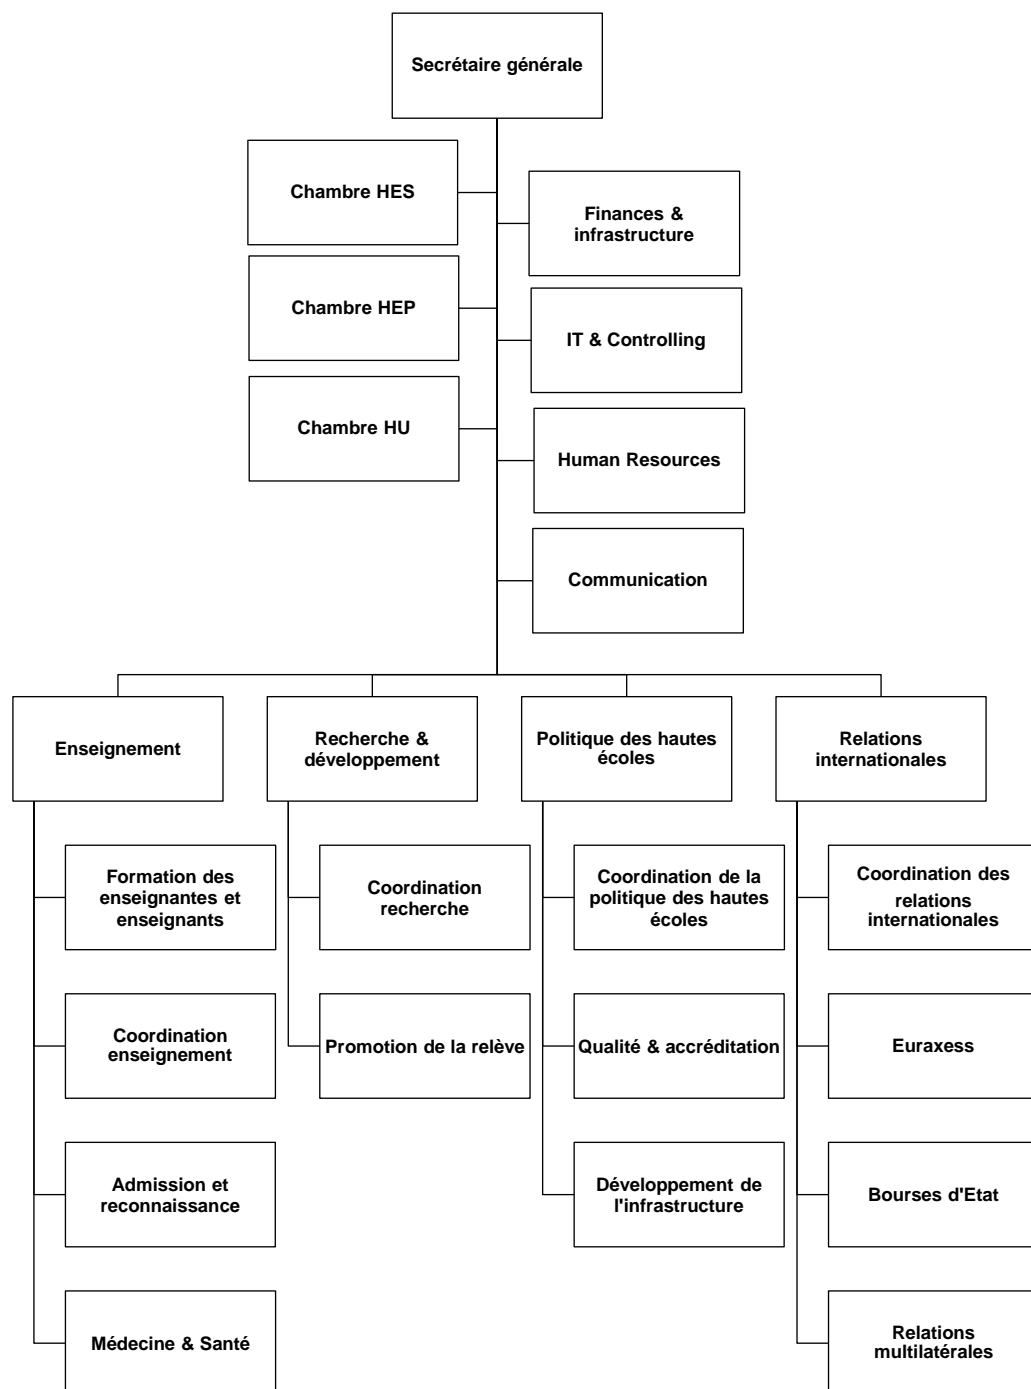 Secrétaire générale
Chambre HES
Finances &
infrastructure
Chambre HEP
IT & Controlling
Chambre HU
Human Resources
Communication
Enseignement
Recherche &
développement
Politique des hautes
écoles
Relations
internationales
Formation des
enseignantes et
enseignants
Coordination
recherche
Coordination de la
politique des hautes
écoles
Coordination des
relations
internationales
Coordination
enseignement
Promotion de la relève
Qualité & accréditation
Euraxess
Admission et
reconnaissance
Développement de
l'infrastructure
Bourses d'Etat
Médecine & Santé
Relations
multilatérales